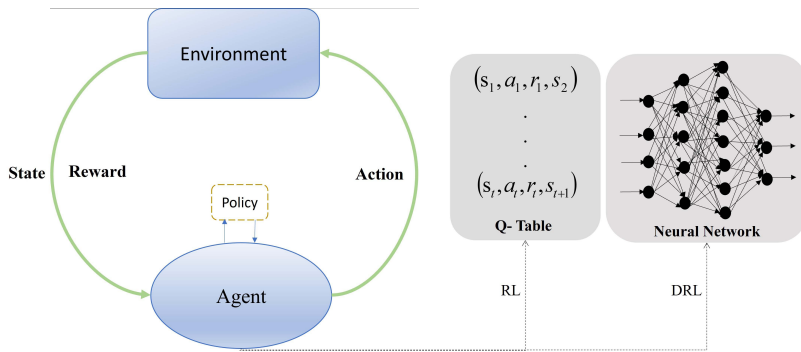 Environment
State
Reward
Action
Policy
Agent
(s₁, a₁, r₁, s₂)
.
.
.
(sₜ, aₜ, rₜ, sₜ₊₁)
Q- Table
Neural Network
RL
DRL